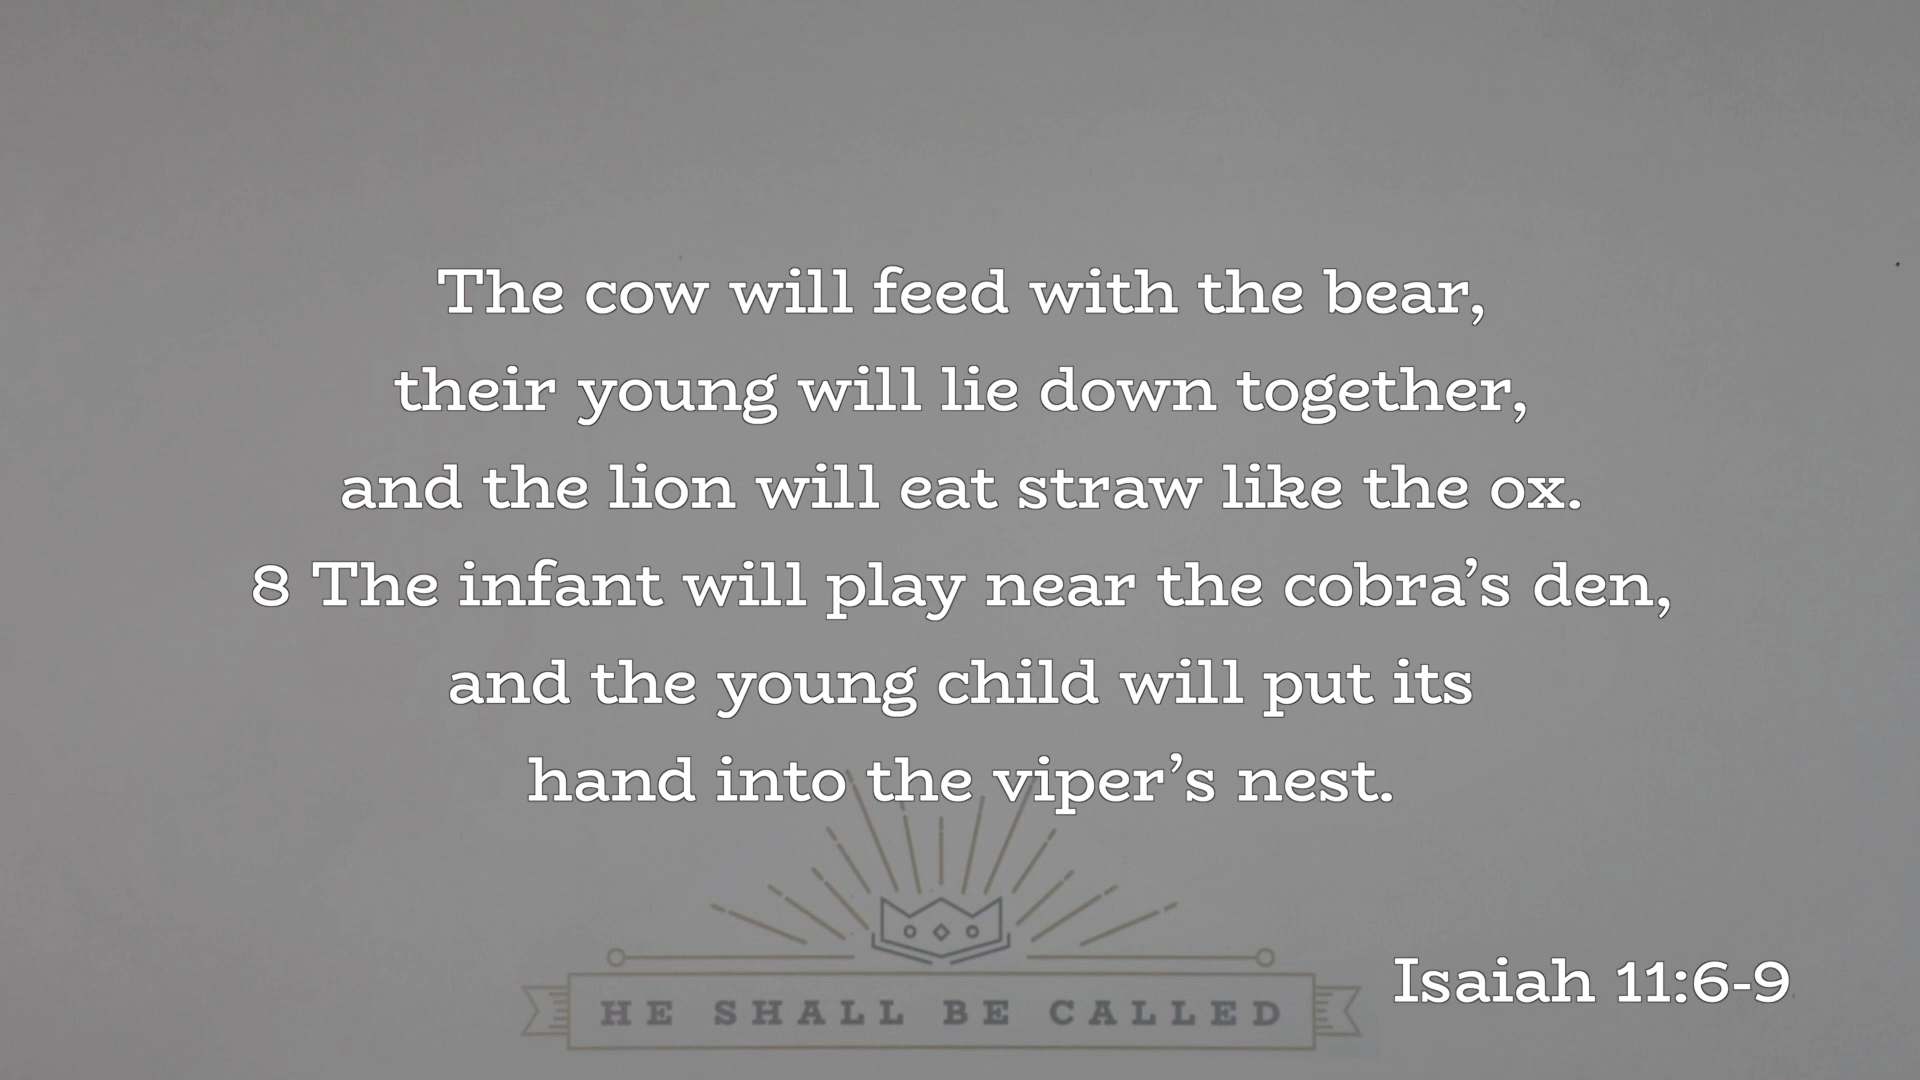 The cow will feed with the bear,
their young will lie down together,
and the lion will eat straw like the ox.
8 The infant will play near the cobra’s den,
and the young child will put its
hand into the viper’s nest.
HE SHALL BE CALLED
Isaiah 11:6-9